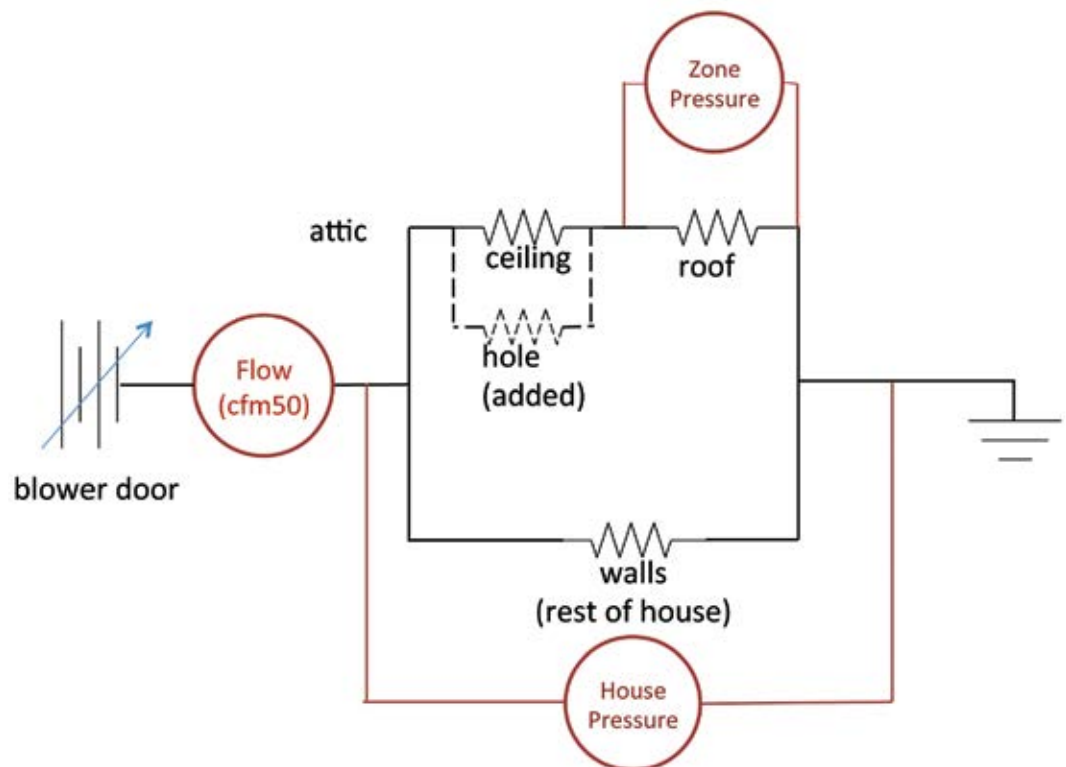 Zone
Pressure
attic
ceiling
roof
hole
(added)
Flow
(cfm50)
blower door
walls
(rest of house)
House
Pressure